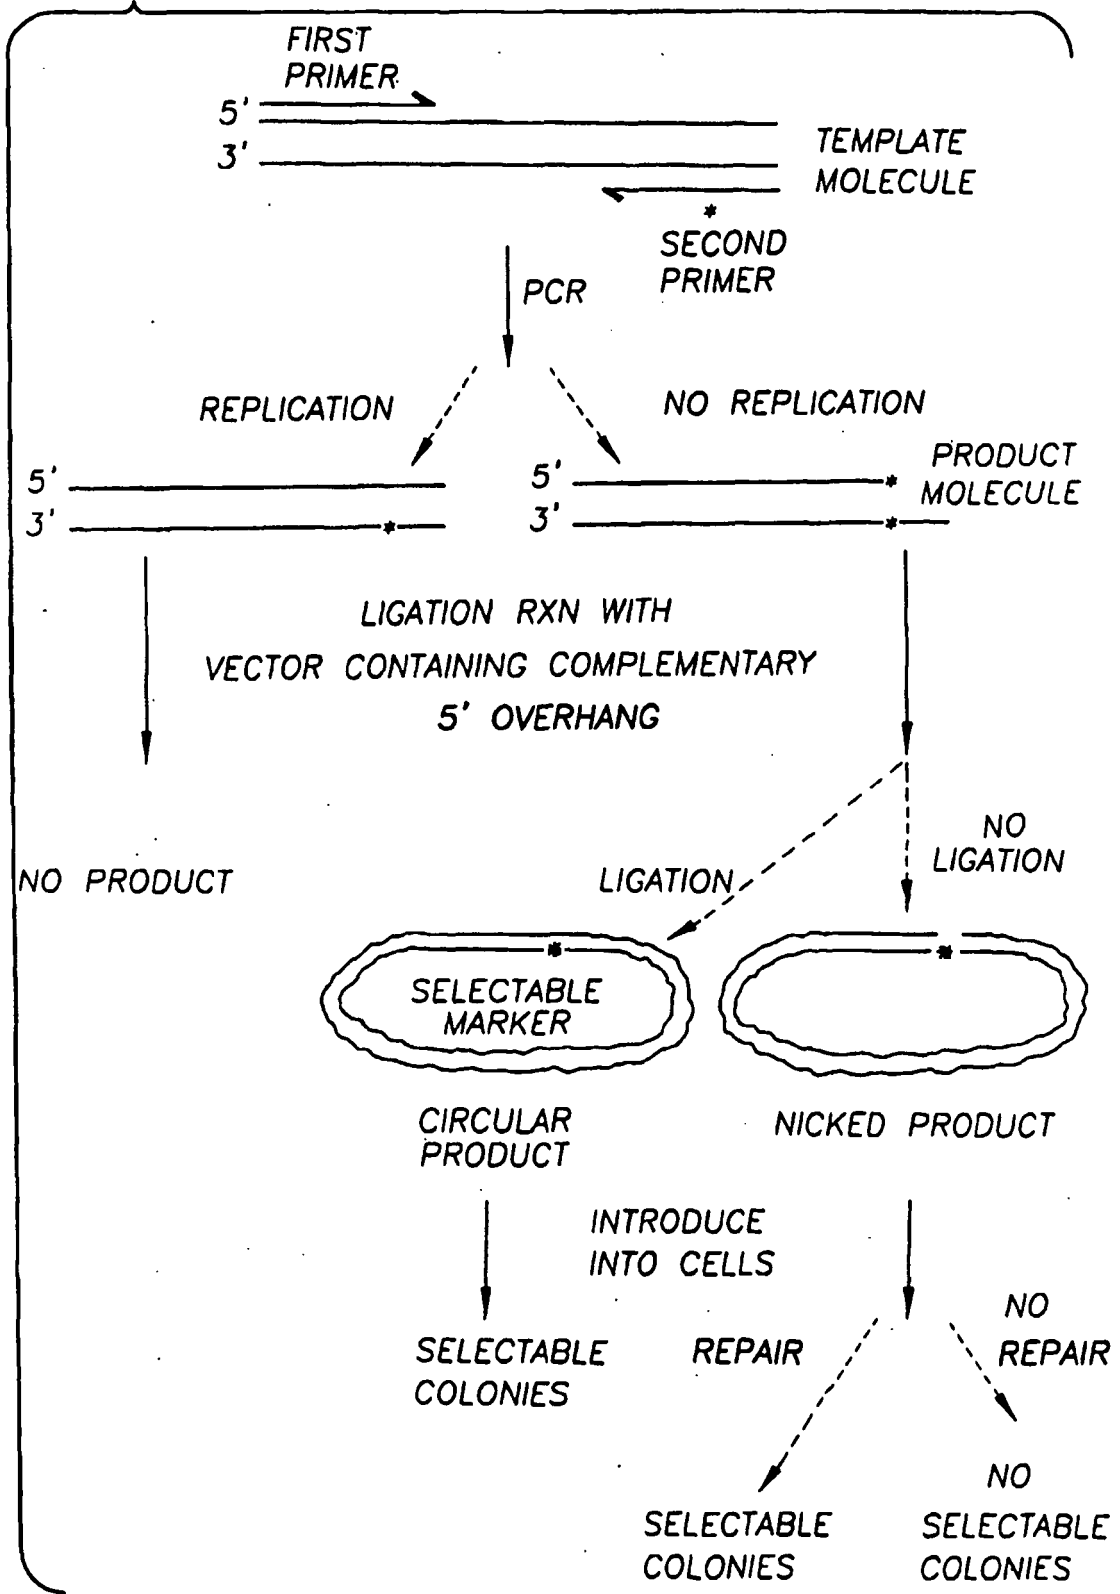 FIRST
PRIMER
5'
3'
TEMPLATE
MOLECULE
*
SECOND
PRIMER
PCR
REPLICATION
NO REPLICATION
5'
3'
*
5'
3'
*
*
PRODUCT
MOLECULE
LIGATION RXN WITH
VECTOR CONTAINING COMPLEMENTARY
5' OVERHANG
NO PRODUCT
LIGATION
NO
LIGATION
*
SELECTABLE
MARKER
*
CIRCULAR
PRODUCT
NICKED PRODUCT
INTRODUCE
INTO CELLS
SELECTABLE
COLONIES
REPAIR
NO
REPAIR
SELECTABLE
COLONIES
NO
SELECTABLE
COLONIES